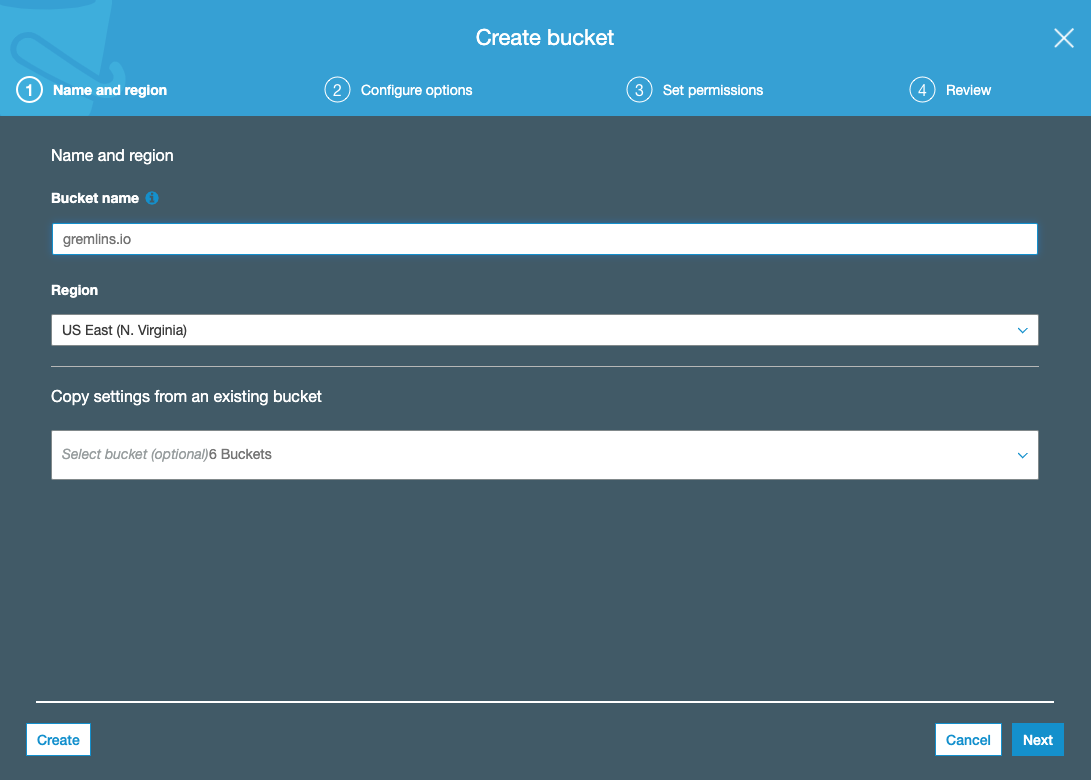 Create bucket
1 Name and region
2 Configure options
3 Set permissions
4 Review
Name and region
Bucket name
gremlins.io
Region
US East (N. Virginia)
Copy settings from an existing bucket
Select bucket (optional)6 Buckets
Create
Cancel
Next